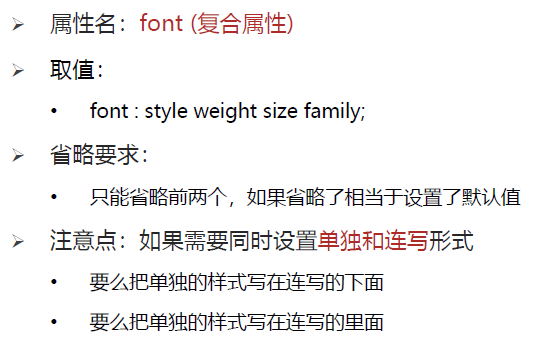 ➢ 属性名：font (复合属性)
➢ 取值：
• font : style weight size family;
➢ 省略要求：
• 只能省略前两个，如果省略了相当于设置了默认值
➢ 注意点：如果需要同时设置单独和连写形式
• 要么把单独的样式写在连写的下面
• 要么把单独的样式写在连写的里面